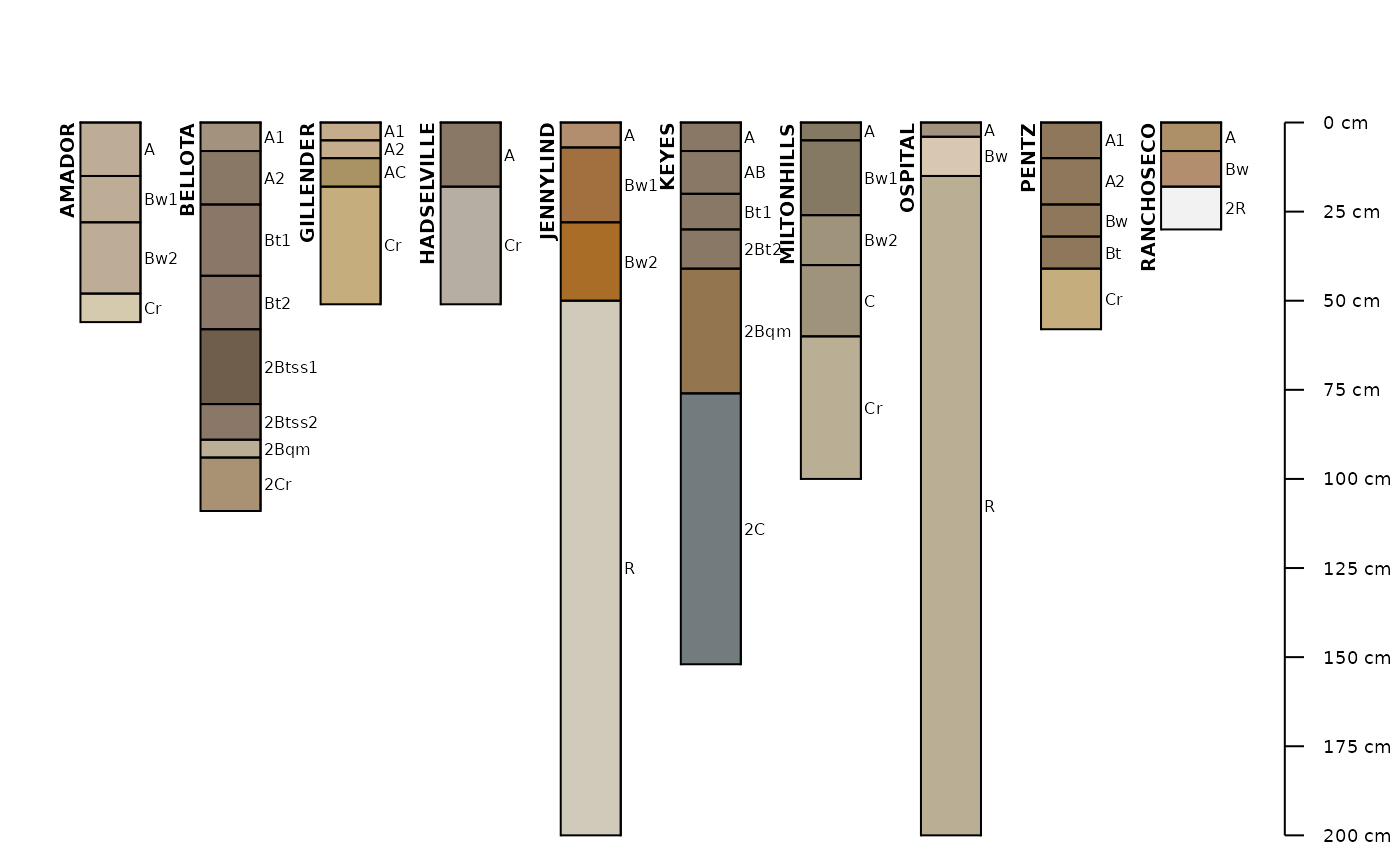 AMADOR
A
Bw1
Bw2
Cr
BELLOTA
A1
A2
Bt1
Bt2
2Btss1
2Btss2
2Bqm
2Cr
GILLENDER
A1
A2
AC
Cr
HADSELVILLE
A
Cr
JENNYLIND
A
Bw1
Bw2
R
KEYES
A
AB
Bt1
2Bt2
2Bqm
2C
MILTONHILLS
A
Bw1
Bw2
C
Cr
OSPITAL
A
Bw
R
PENTZ
A1
A2
Bw
Bt
Cr
RANCHOSECO
A
Bw
2R
0 cm
25 cm
50 cm
75 cm
100 cm
125 cm
150 cm
175 cm
200 cm